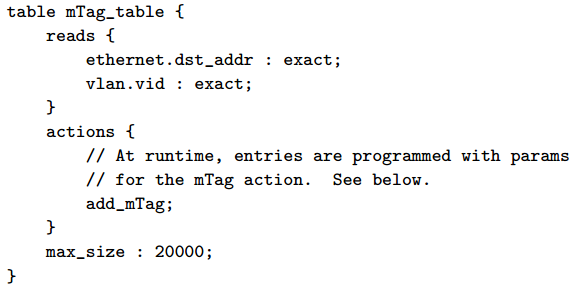 table mTag_table {
    reads {
        ethernet.dst_addr : exact;
        vlan.vid : exact;
    }
    actions {
        // At runtime, entries are programmed with params
        // for the mTag action.  See below.
        add_mTag;
    }
    max_size : 20000;
}